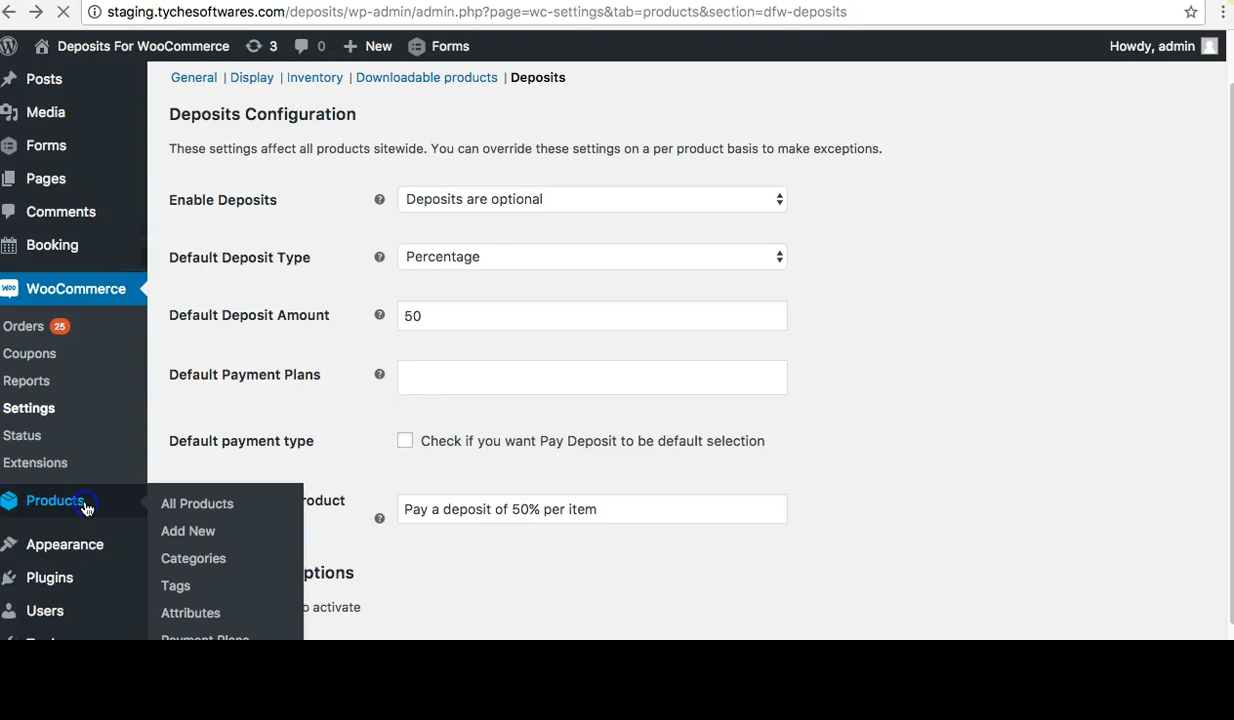 staging.tychesoftwares.com/deposits/wp-admin/admin.php?page=wc-settings&tab=products&section=dfw-deposits
Deposits For WooCommerce 3 0 New Forms Howdy, admin
Posts
Media
Forms
Pages
Comments
Booking
WOO WooCommerce
Orders 25
Coupons
Reports
Settings
Status
Extensions
Products
Appearance
Plugins
Users
All Products
Add New
Categories
Tags
Attributes
Payment Plans
General | Display | Inventory | Downloadable products | Deposits
Deposits Configuration
These settings affect all products sitewide. You can override these settings on a per product basis to make exceptions.
Enable Deposits ? Deposits are optional
Default Deposit Type ? Percentage
Default Deposit Amount ? 50
Default Payment Plans ?
Default payment type Check if you want Pay Deposit to be default selection
roduct ? Pay a deposit of 50% per item
ptions
o activate